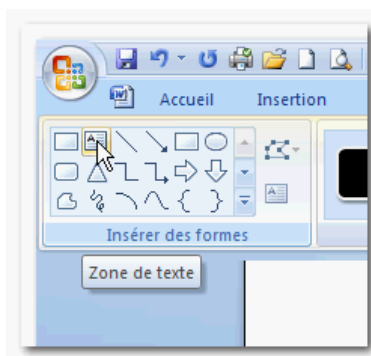 Accueil Insertion
Insérer des formes
Zone de texte